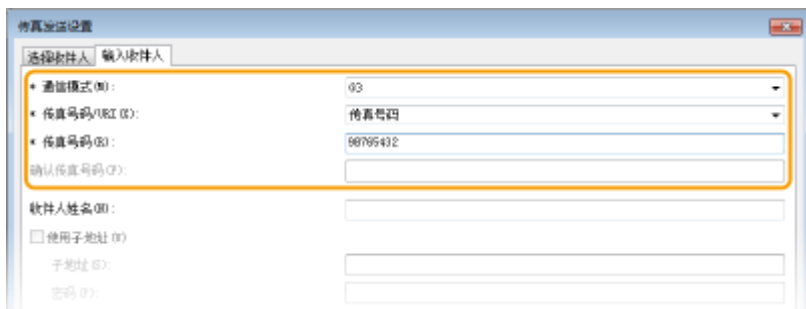 传真发送设置
选择收件人 输入收件人
* 通信模式(M): G3
* 传真号码/URI(X): 传真号码
* 传真号码(R): 98765432
确认传真号码(P):
收件人姓名(N):
使用子地址(Y)
子地址(S):
密码(P):